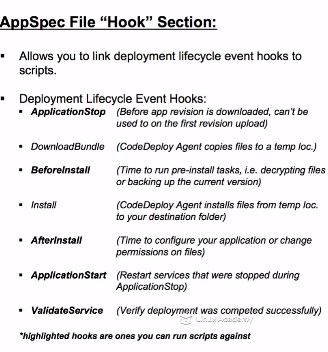 AppSpec File “Hook” Section:
▪ Allows you to link deployment lifecycle event hooks to
scripts.
▪ Deployment Lifecycle Event Hooks:
▪ ApplicationStop (Before app revision is downloaded, can't be
used to on the first revision upload)
▪ DownloadBundle (CodeDeploy Agent copies files to a temp loc.)
▪ BeforeInstall (Time to run pre-install tasks, i.e. decrypting files
or backing up the current version)
▪ Install (CodeDeploy Agent installs files from temp loc.
to your destination folder)
▪ AfterInstall (Time to configure your application or change
permissions on files)
▪ ApplicationStart (Restart services that were stopped during
ApplicationStop)
▪ ValidateService (Verify deployment was competed successfully)
Linux Academy
*highlighted hooks are ones you can run scripts against